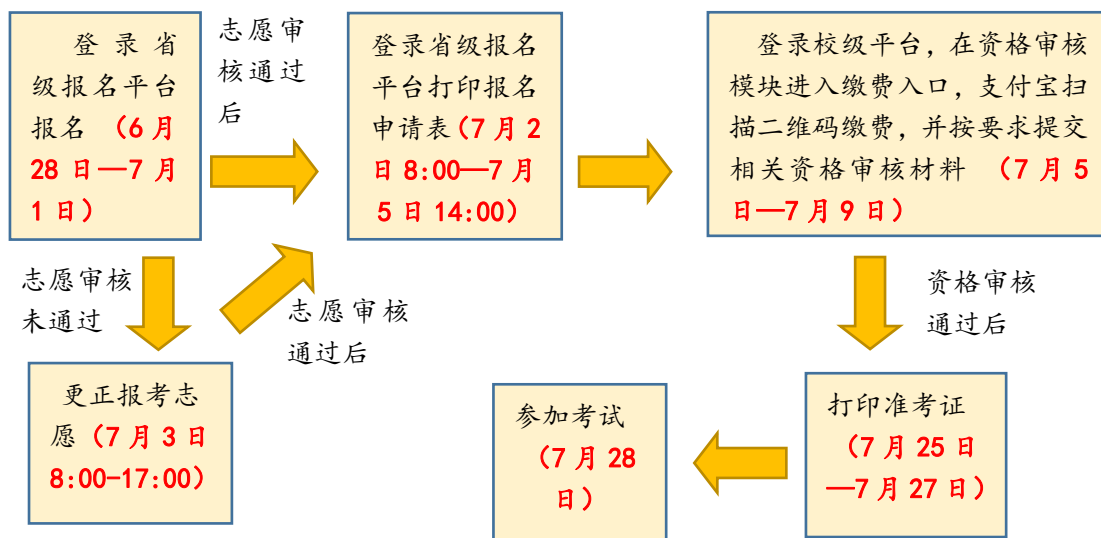 登录省
级报名平台
报名 （6月
28日—7月
1日）
志愿审
核通过
后
登录省级报名
平台打印报名
申请表（7月2
日8:00—7月
5日14:00）
登录校级平台，在资格审核
模块进入缴费入口，支付宝扫
描二维码缴费，并按要求提交
相关资格审核材料 （7月5
日—7月9日）
志愿审核
未通过
志愿审核
通过后
资格审核
通过后
更正报考志
愿（7月3日
8:00-17:00）
参加考试
（7月28
日）
打印准考证
（7月25日
—7月27日）